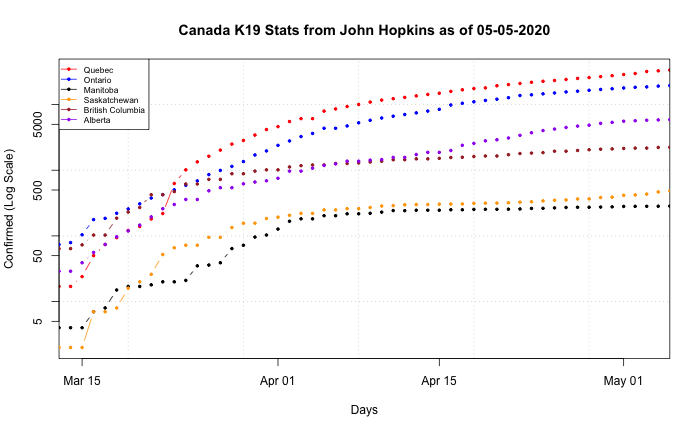 Canada K19 Stats from John Hopkins as of 05-05-2020
Quebec
Ontario
Manitoba
Saskatchewan
British Columbia
Alberta
Confirmed (Log Scale)
5000
500
50
5
Mar 15
Apr 01
Apr 15
May 01
Days